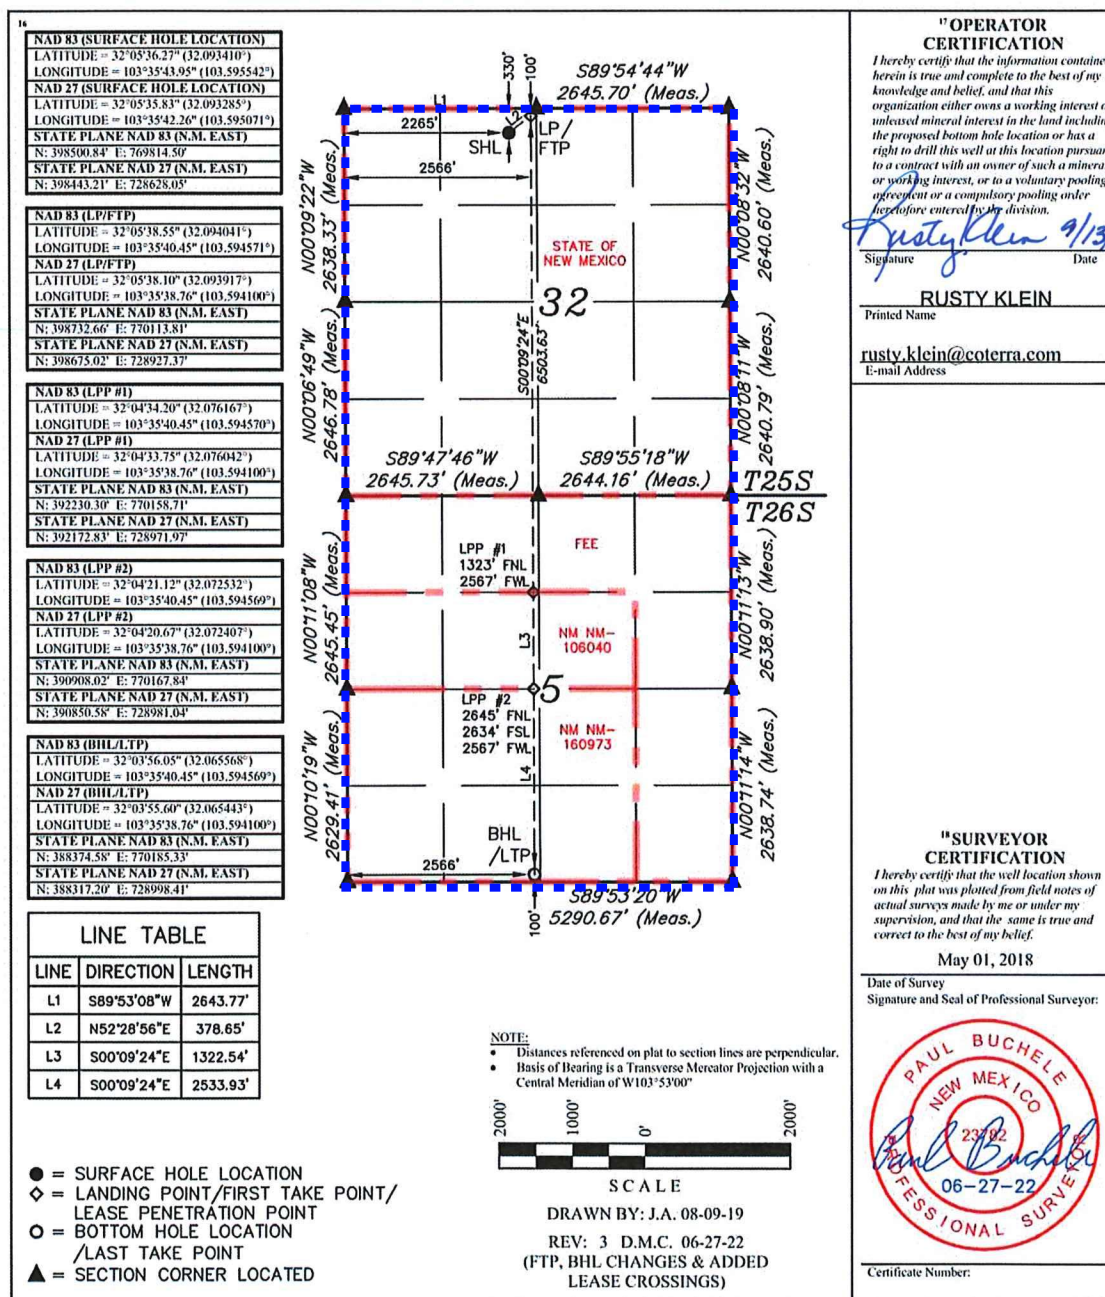 16
NAD 83 (SURFACE HOLE LOCATION)
LATITUDE = 32°05'36.27" (32.093410°)
LONGITUDE = 103°35'43.95" (103.595542°)
NAD 27 (SURFACE HOLE LOCATION)
LATITUDE = 32°05'35.83" (32.093285°)
LONGITUDE = 103°35'42.26" (103.595071°)
STATE PLANE NAD 83 (N.M. EAST)
N: 398500.84' E: 769814.50'
STATE PLANE NAD 27 (N.M. EAST)
N: 398443.21' E: 728628.05'
NAD 83 (LP/FTP)
LATITUDE = 32°05'38.55" (32.094041°)
LONGITUDE = 103°35'40.45" (103.594571°)
NAD 27 (LP/FTP)
LATITUDE = 32°05'38.10" (32.093917°)
LONGITUDE = 103°35'38.76" (103.594100°)
STATE PLANE NAD 83 (N.M. EAST)
N: 398732.66' E: 770113.81'
STATE PLANE NAD 27 (N.M. EAST)
N: 398675.02' E: 728927.37'
NAD 83 (LPP #1)
LATITUDE = 32°04'34.20" (32.076167°)
LONGITUDE = 103°35'40.45" (103.594570°)
NAD 27 (LPP #1)
LATITUDE = 32°04'33.75" (32.076042°)
LONGITUDE = 103°35'38.76" (103.594100°)
STATE PLANE NAD 83 (N.M. EAST)
N: 392230.30' E: 770158.71'
STATE PLANE NAD 27 (N.M. EAST)
N: 392172.83' E: 728971.97'
NAD 83 (LPP #2)
LATITUDE = 32°04'21.12" (32.072532°)
LONGITUDE = 103°35'40.45" (103.594569°)
NAD 27 (LPP #2)
LATITUDE = 32°04'20.67" (32.072407°)
LONGITUDE = 103°35'38.76" (103.594100°)
STATE PLANE NAD 83 (N.M. EAST)
N: 390908.02' E: 770167.84'
STATE PLANE NAD 27 (N.M. EAST)
N: 390850.58' E: 728981.04'
NAD 83 (BHL/LTP)
LATITUDE = 32°03'56.05" (32.065568°)
LONGITUDE = 103°35'40.45" (103.594569°)
NAD 27 (BHL/LTP)
LATITUDE = 32°03'55.60" (32.065443°)
LONGITUDE = 103°35'38.76" (103.594100°)
STATE PLANE NAD 83 (N.M. EAST)
N: 388374.58' E: 770185.33'
STATE PLANE NAD 27 (N.M. EAST)
N: 388317.20' E: 728998.41'
LINE TABLE
LINE DIRECTION LENGTH
L1 S89°53'08"W 2643.77'
L2 N52°28'56"E 378.65'
L3 S00°09'24"E 1322.54'
L4 S00°09'24"E 2533.93'
● = SURFACE HOLE LOCATION
◇ = LANDING POINT/FIRST TAKE POINT/
LEASE PENETRATION POINT
O = BOTTOM HOLE LOCATION
/LAST TAKE POINT
▲ = SECTION CORNER LOCATED
330'
100'
S89°54'44"W
2645.70' (Meas.)
L1
L2
2265'
SHL
LP/
FTP
2566'
N00°09'22"W
2638.33' (Meas.)
N00°08'32"W
2640.60' (Meas.)
STATE OF
NEW MEXICO
32
S00°09'24"E
6503.63'
N00°06'49"W
2646.78' (Meas.)
N00°08'11"W
2640.79' (Meas.)
S89°47'46"W
2645.73' (Meas.)
S89°55'18"W
2644.16' (Meas.)
T25S
T26S
FEE
LPP #1
1323' FNL
2567' FWL
N00°11'08"W
2645.45' (Meas.)
N00°11'13"W
2638.90' (Meas.)
L3
NM NM-
106040
5
LPP #2
2645' FNL
2634' FSL
2567' FWL
NM NM-
160973
L4
N00°10'19"W
2629.41' (Meas.)
N00°11'14"W
2638.74' (Meas.)
BHL
/LTP
2566'
100'
S89°53'20"W
5290.67' (Meas.)
NOTE:
• Distances referenced on plat to section lines are perpendicular.
• Basis of Bearing is a Transverse Mercator Projection with a
Central Meridian of W103°53'00"
2000' 1000' 0' 2000'
SCALE
DRAWN BY: J.A. 08-09-19
REV: 3 D.M.C. 06-27-22
(FTP, BHL CHANGES & ADDED
LEASE CROSSINGS)
17 OPERATOR
CERTIFICATION
I hereby certify that the information containe
herein is true and complete to the best of my
knowledge and belief, and that this
organization either owns a working interest o
unleased mineral interest in the land includin
the proposed bottom hole location or has a
right to drill this well at this location pursuan
to a contract with an owner of such a minera
or working interest, or to a voluntary pooling
agreement or a compulsory pooling order
heretofore entered by the division.
Rusty Klein 9/13
Signature Date
RUSTY KLEIN
Printed Name
rusty.klein@coterra.com
E-mail Address
18 SURVEYOR
CERTIFICATION
I hereby certify that the well location shown
on this plat was plotted from field notes of
actual surveys made by me or under my
supervision, and that the same is true and
correct to the best of my belief.
May 01, 2018
Date of Survey
Signature and Seal of Professional Surveyor:
PAUL BUCHELE
NEW MEXICO
23782
Paul Buchele
06-27-22
PROFESSIONAL SURVEYOR
Certificate Number: